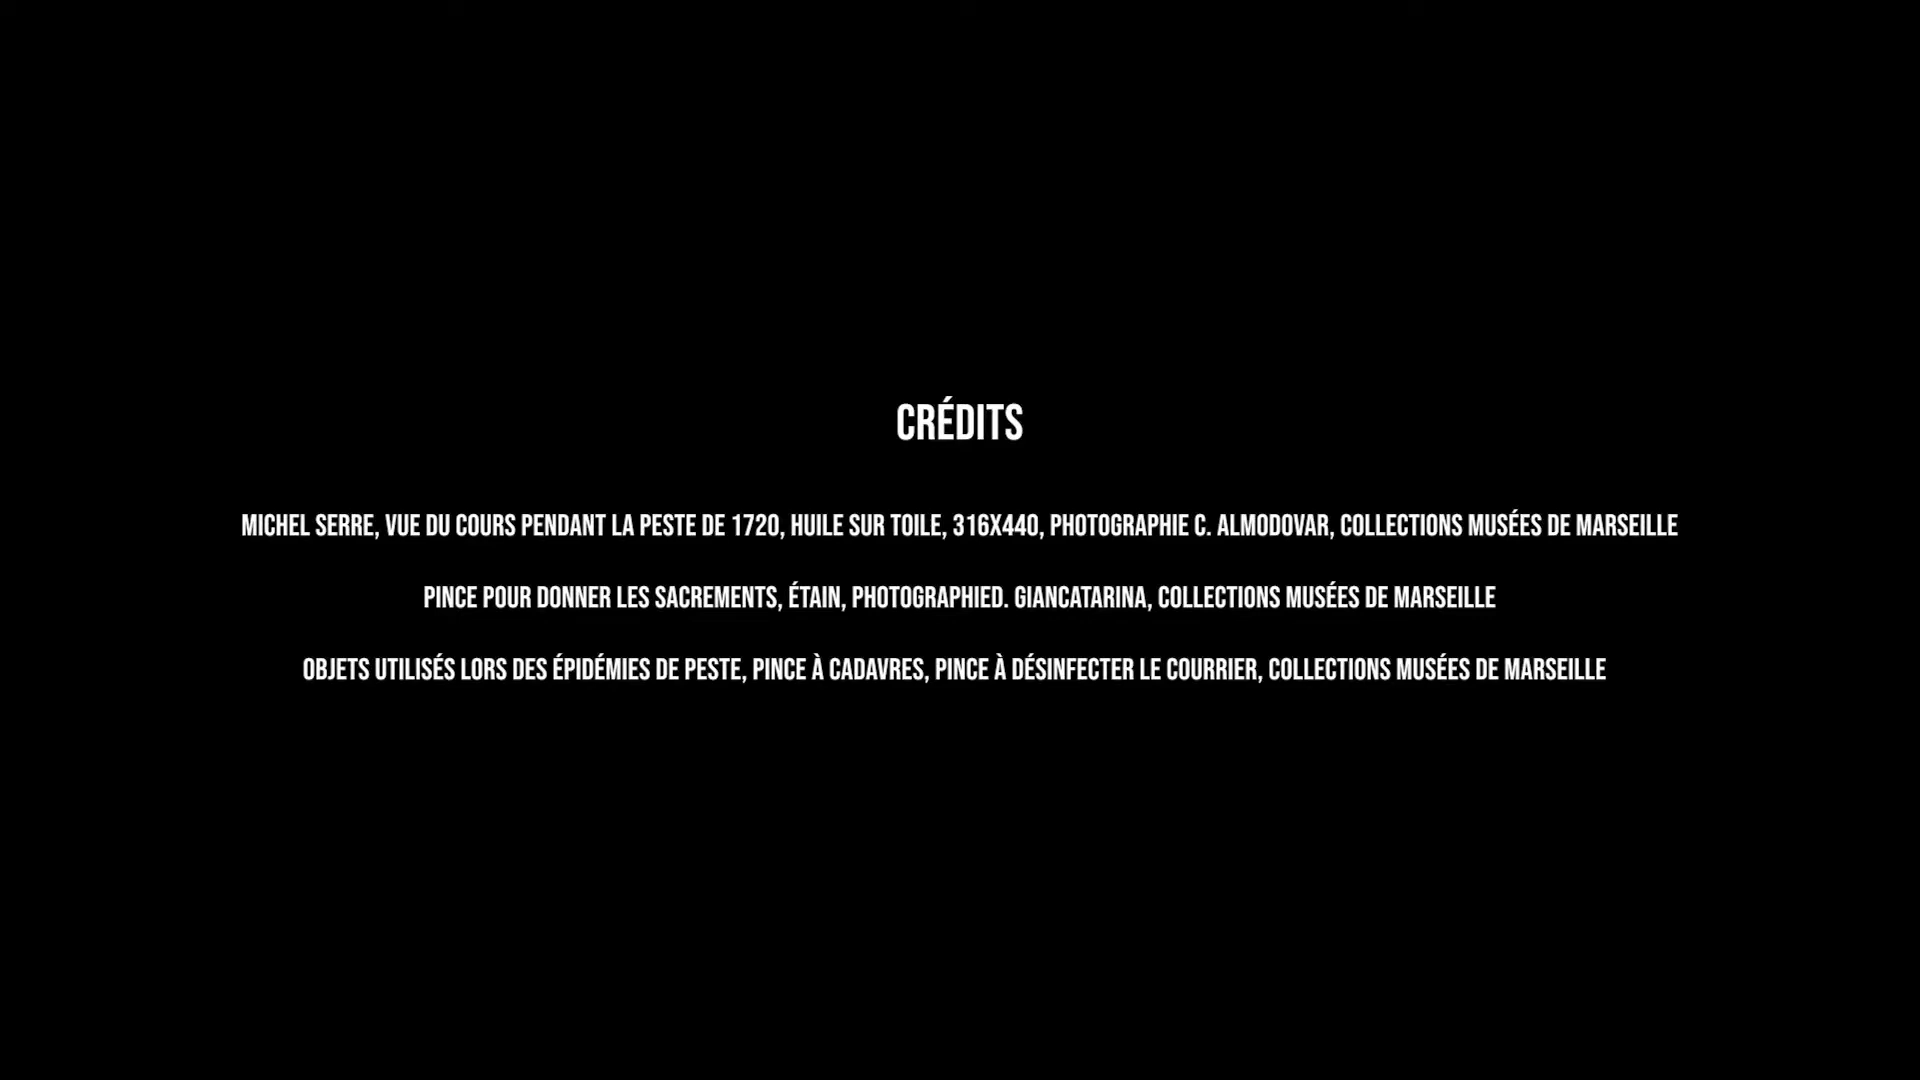 CRÉDITS
MICHEL SERRE, VUE DU COURS PENDANT LA PESTE DE 1720, HUILE SUR TOILE, 316X440, PHOTOGRAPHIE C. ALMODOVAR, COLLECTIONS MUSÉES DE MARSEILLE
PINCE POUR DONNER LES SACREMENTS, ÉTAIN, PHOTOGRAPHIED. GIANCATARINA, COLLECTIONS MUSÉES DE MARSEILLE
OBJETS UTILISÉS LORS DES ÉPIDÉMIES DE PESTE, PINCE À CADAVRES, PINCE À DÉSINFECTER LE COURRIER, COLLECTIONS MUSÉES DE MARSEILLE